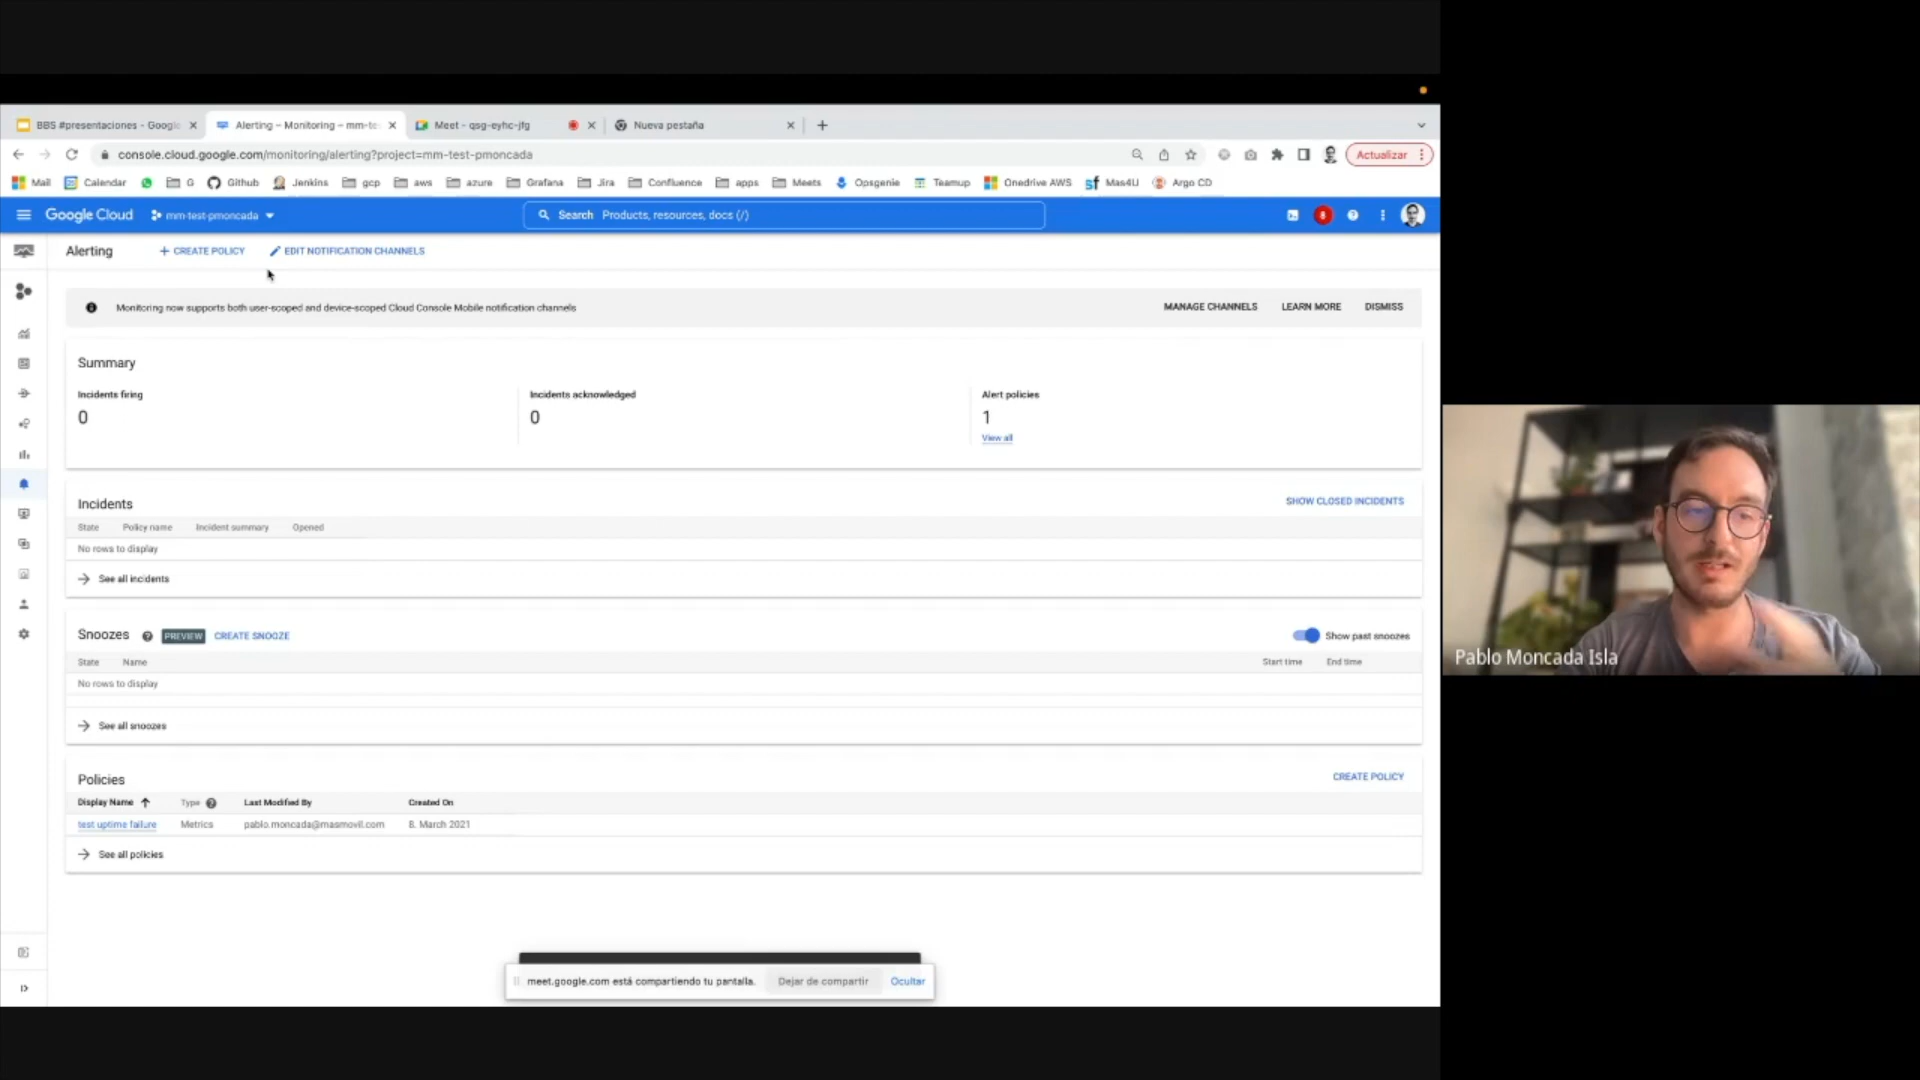 BBS #presentaciones - Google
Alerting – Monitoring – mm-te
Meet - qsg-eyhc-jfg
Nueva pestaña
console.cloud.google.com/monitoring/alerting?project=mm-test-pmoncada
Actualizar
Mail
Calendar
G
Github
Jenkins
gcp
aws
azure
Grafana
Jira
Confluence
apps
Meets
Opsgenie
Teamup
Onedrive AWS
Mas4U
Argo CD
Google Cloud
mm-test-pmoncada
Search Products, resources, docs (/)
8
Alerting
+ CREATE POLICY
EDIT NOTIFICATION CHANNELS
Monitoring now supports both user-scoped and device-scoped Cloud Console Mobile notification channels
MANAGE CHANNELS
LEARN MORE
DISMISS
Summary
Incidents firing
0
Incidents acknowledged
0
Alert policies
1
View all
Incidents
SHOW CLOSED INCIDENTS
State Policy name Incident summary Opened
No rows to display
See all incidents
Snoozes
PREVIEW
CREATE SNOOZE
Show past snoozes
State Name Start time End time
No rows to display
See all snoozes
Policies
CREATE POLICY
Display Name Type Last Modified By Created On
test uptime failure Metrics pablo.moncada@masmovil.com 8. March 2021
See all policies
meet.google.com está compartiendo tu pantalla.
Dejar de compartir
Ocultar
Pablo Moncada Isla